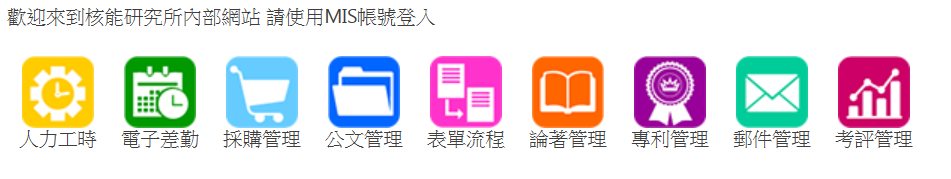 歡迎來到核能研究所內部網站 請使用MIS帳號登入
人力工時 電子差勤 採購管理 公文管理 表單流程 論著管理 專利管理 郵件管理 考評管理